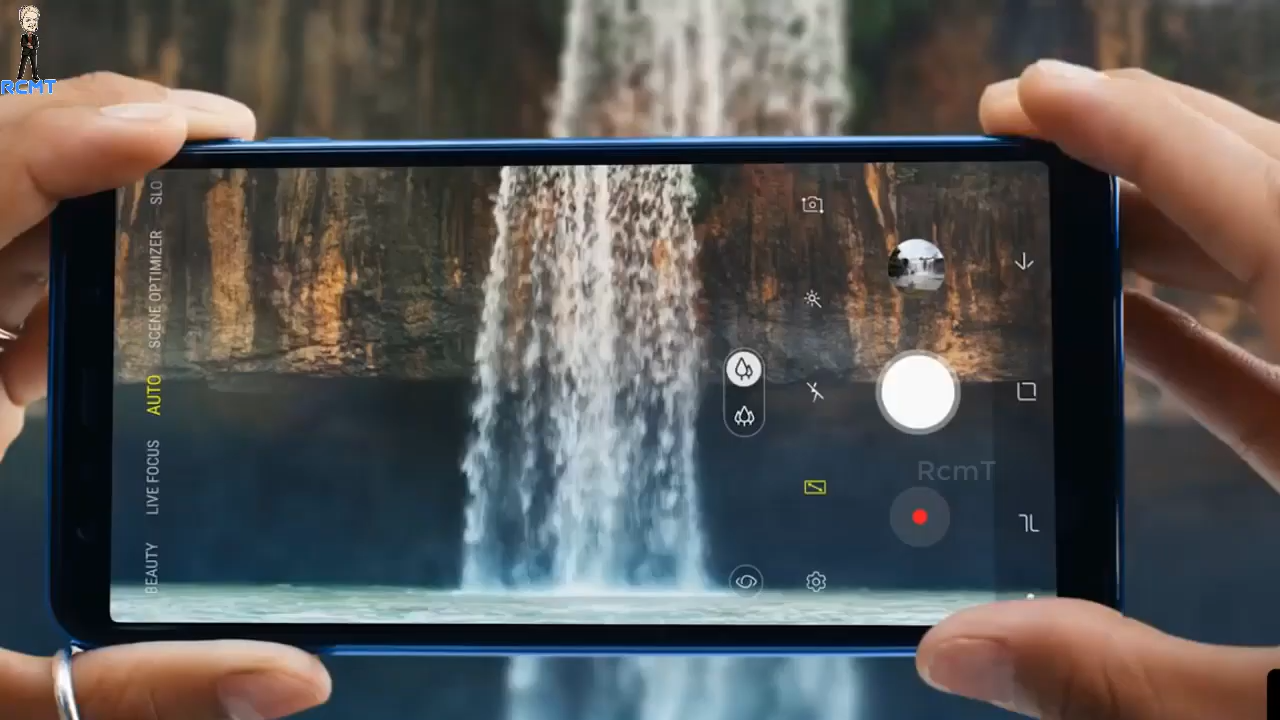 RCMT
SLO
SCENE OPTIMIZER
AUTO
LIVE FOCUS
BEAUTY
RcmT